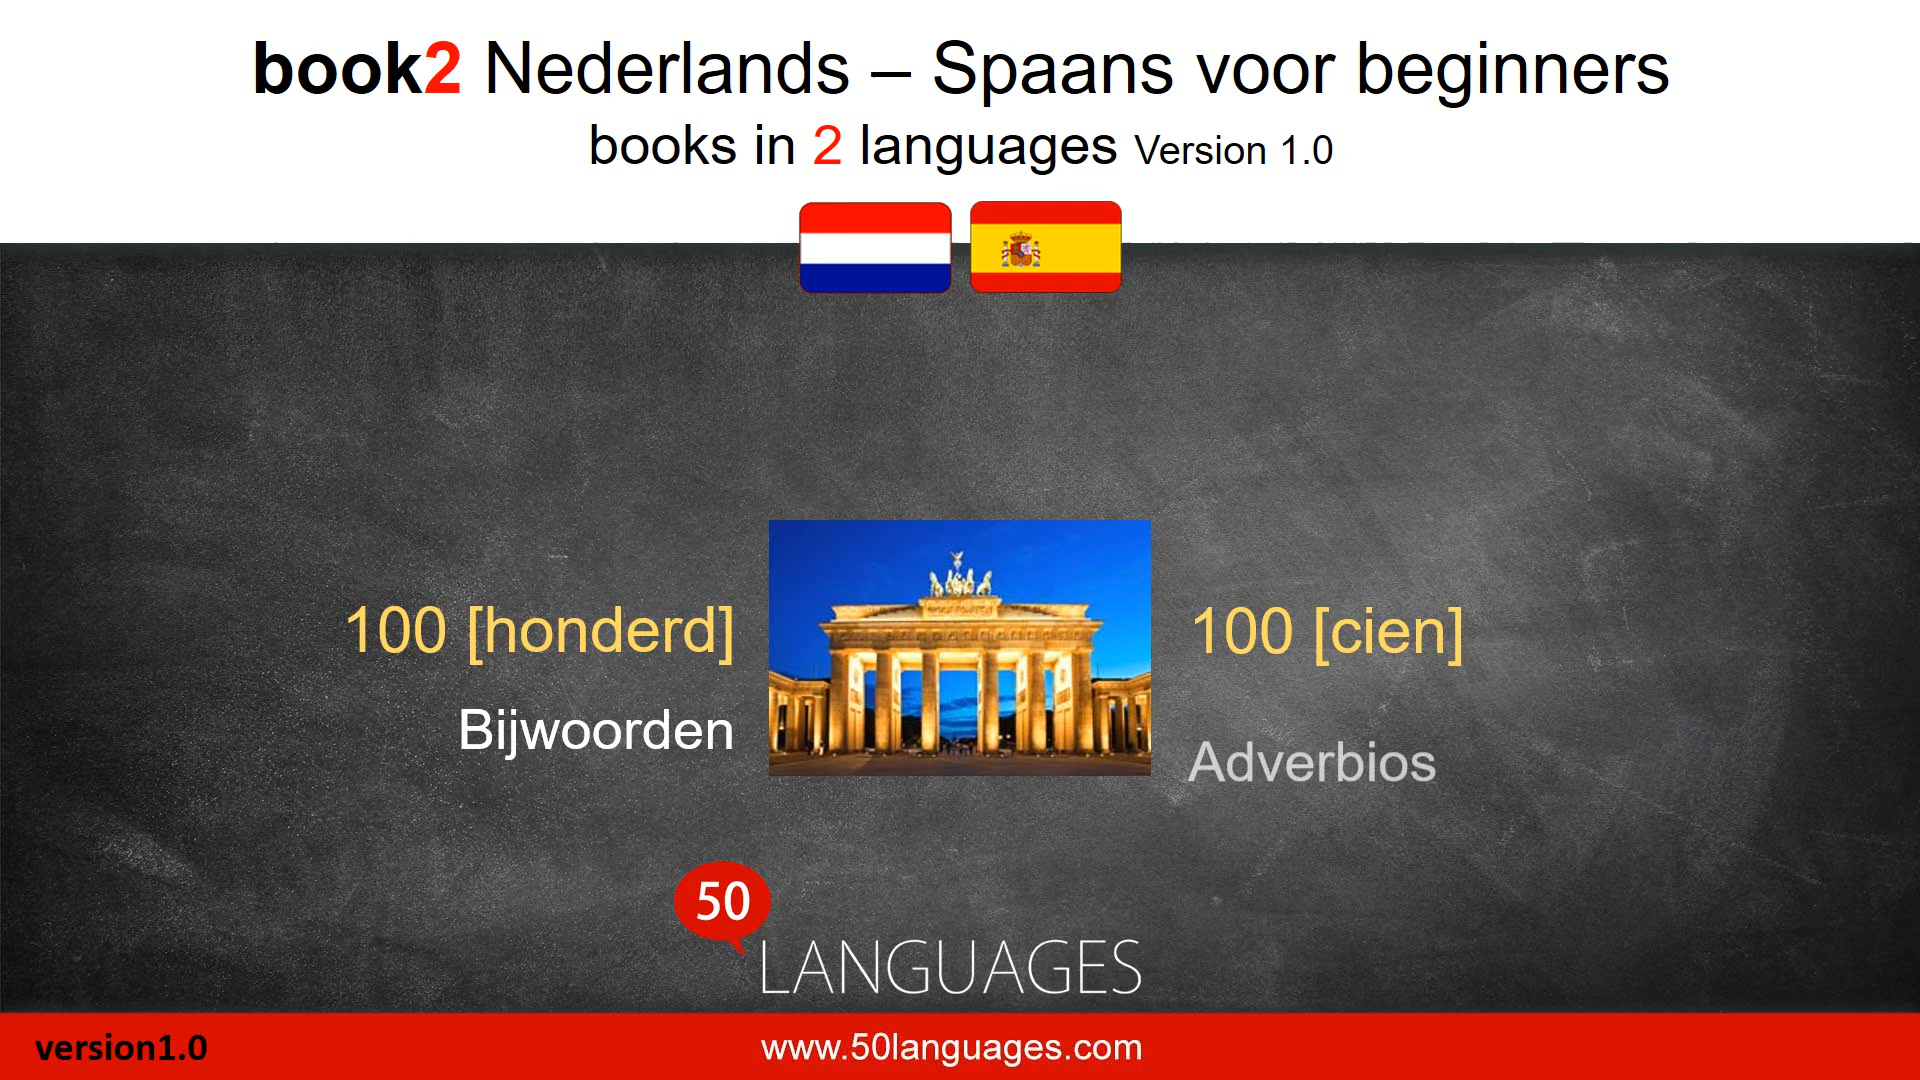 book2 Nederlands – Spaans voor beginners
books in 2 languages Version 1.0
100 [honderd]
Bijwoorden
100 [cien]
Adverbios
50
LANGUAGES
version1.0
www.50languages.com